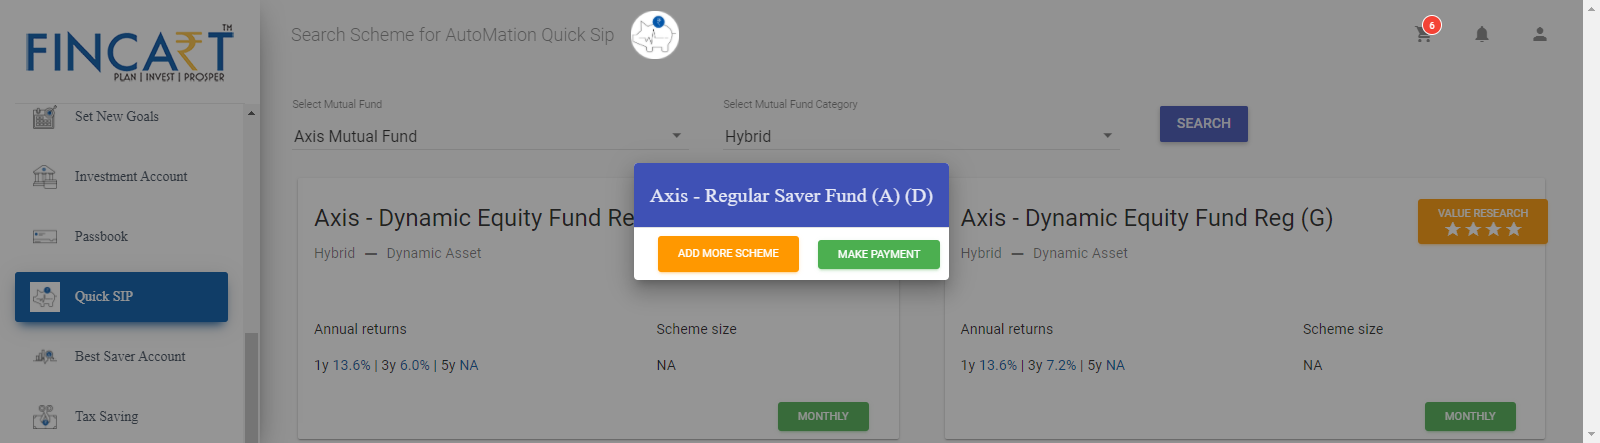 FINCART
TM
PLAN | INVEST | PROSPER
Set New Goals
Investment Account
Passbook
Quick SIP
Best Saver Account
Tax Saving
Search Scheme for AutoMation Quick Sip
6
Select Mutual Fund
Axis Mutual Fund
Select Mutual Fund Category
Hybrid
SEARCH
Axis - Regular Saver Fund (A) (D)
ADD MORE SCHEME
MAKE PAYMENT
Axis - Dynamic Equity Fund Re
Hybrid — Dynamic Asset
Annual returns
Scheme size
1y 13.6% | 3y 6.0% | 5y NA
NA
MONTHLY
Axis - Dynamic Equity Fund Reg (G)
VALUE RESEARCH
Hybrid — Dynamic Asset
Annual returns
Scheme size
1y 13.6% | 3y 7.2% | 5y NA
NA
MONTHLY